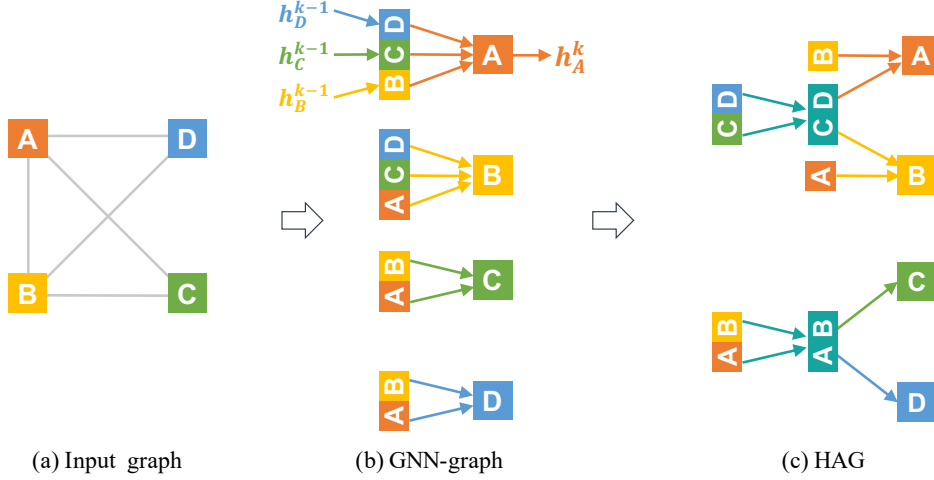 A
D
B
C
(a) Input graph
h_D^{k-1}
h_C^{k-1}
h_B^{k-1}
D
C
B
A
h_A^k
D
C
A
B
B
A
C
B
A
D
(b) GNN-graph
B
A
D
C
C D
A
B
B
A
A B
C
D
(c) HAG